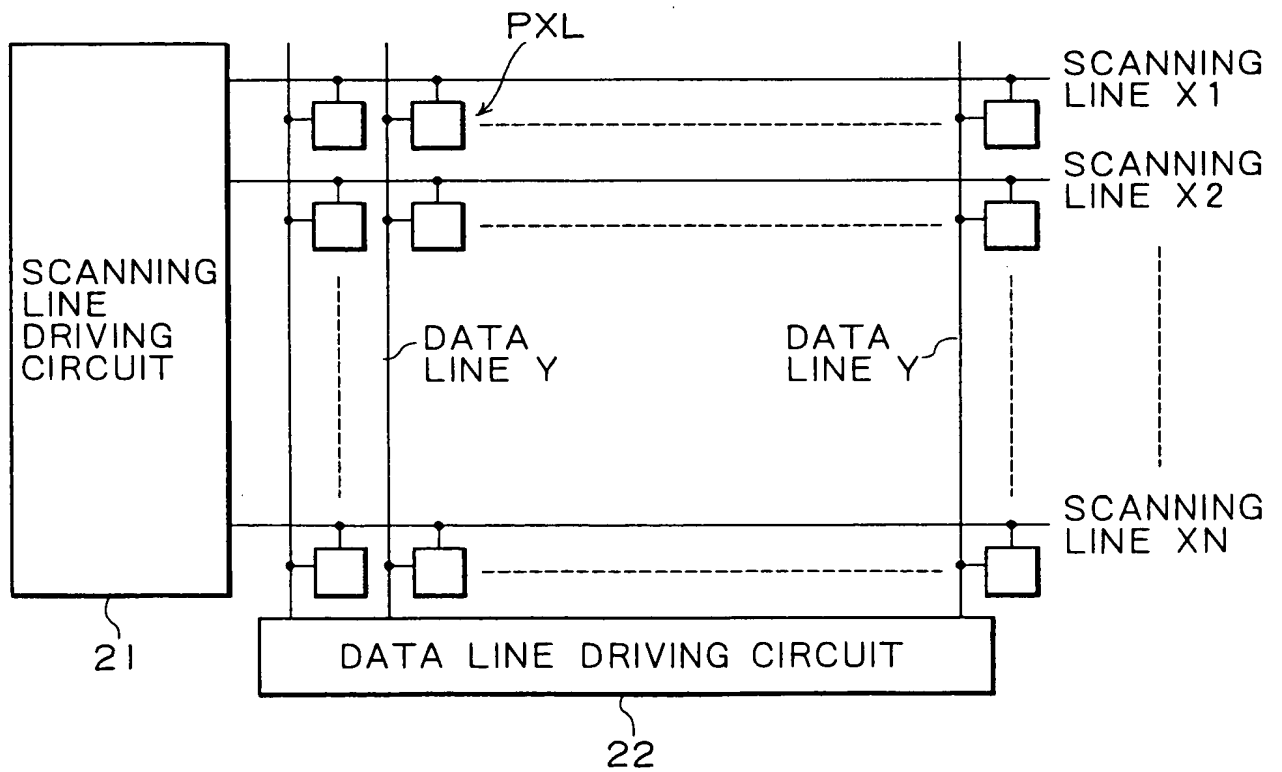 PXL
SCANNING
LINE X1
SCANNING
LINE X2
SCANNING
LINE
DRIVING
CIRCUIT
DATA
LINE Y
DATA
LINE Y
SCANNING
LINE XN
21
DATA LINE DRIVING CIRCUIT
22